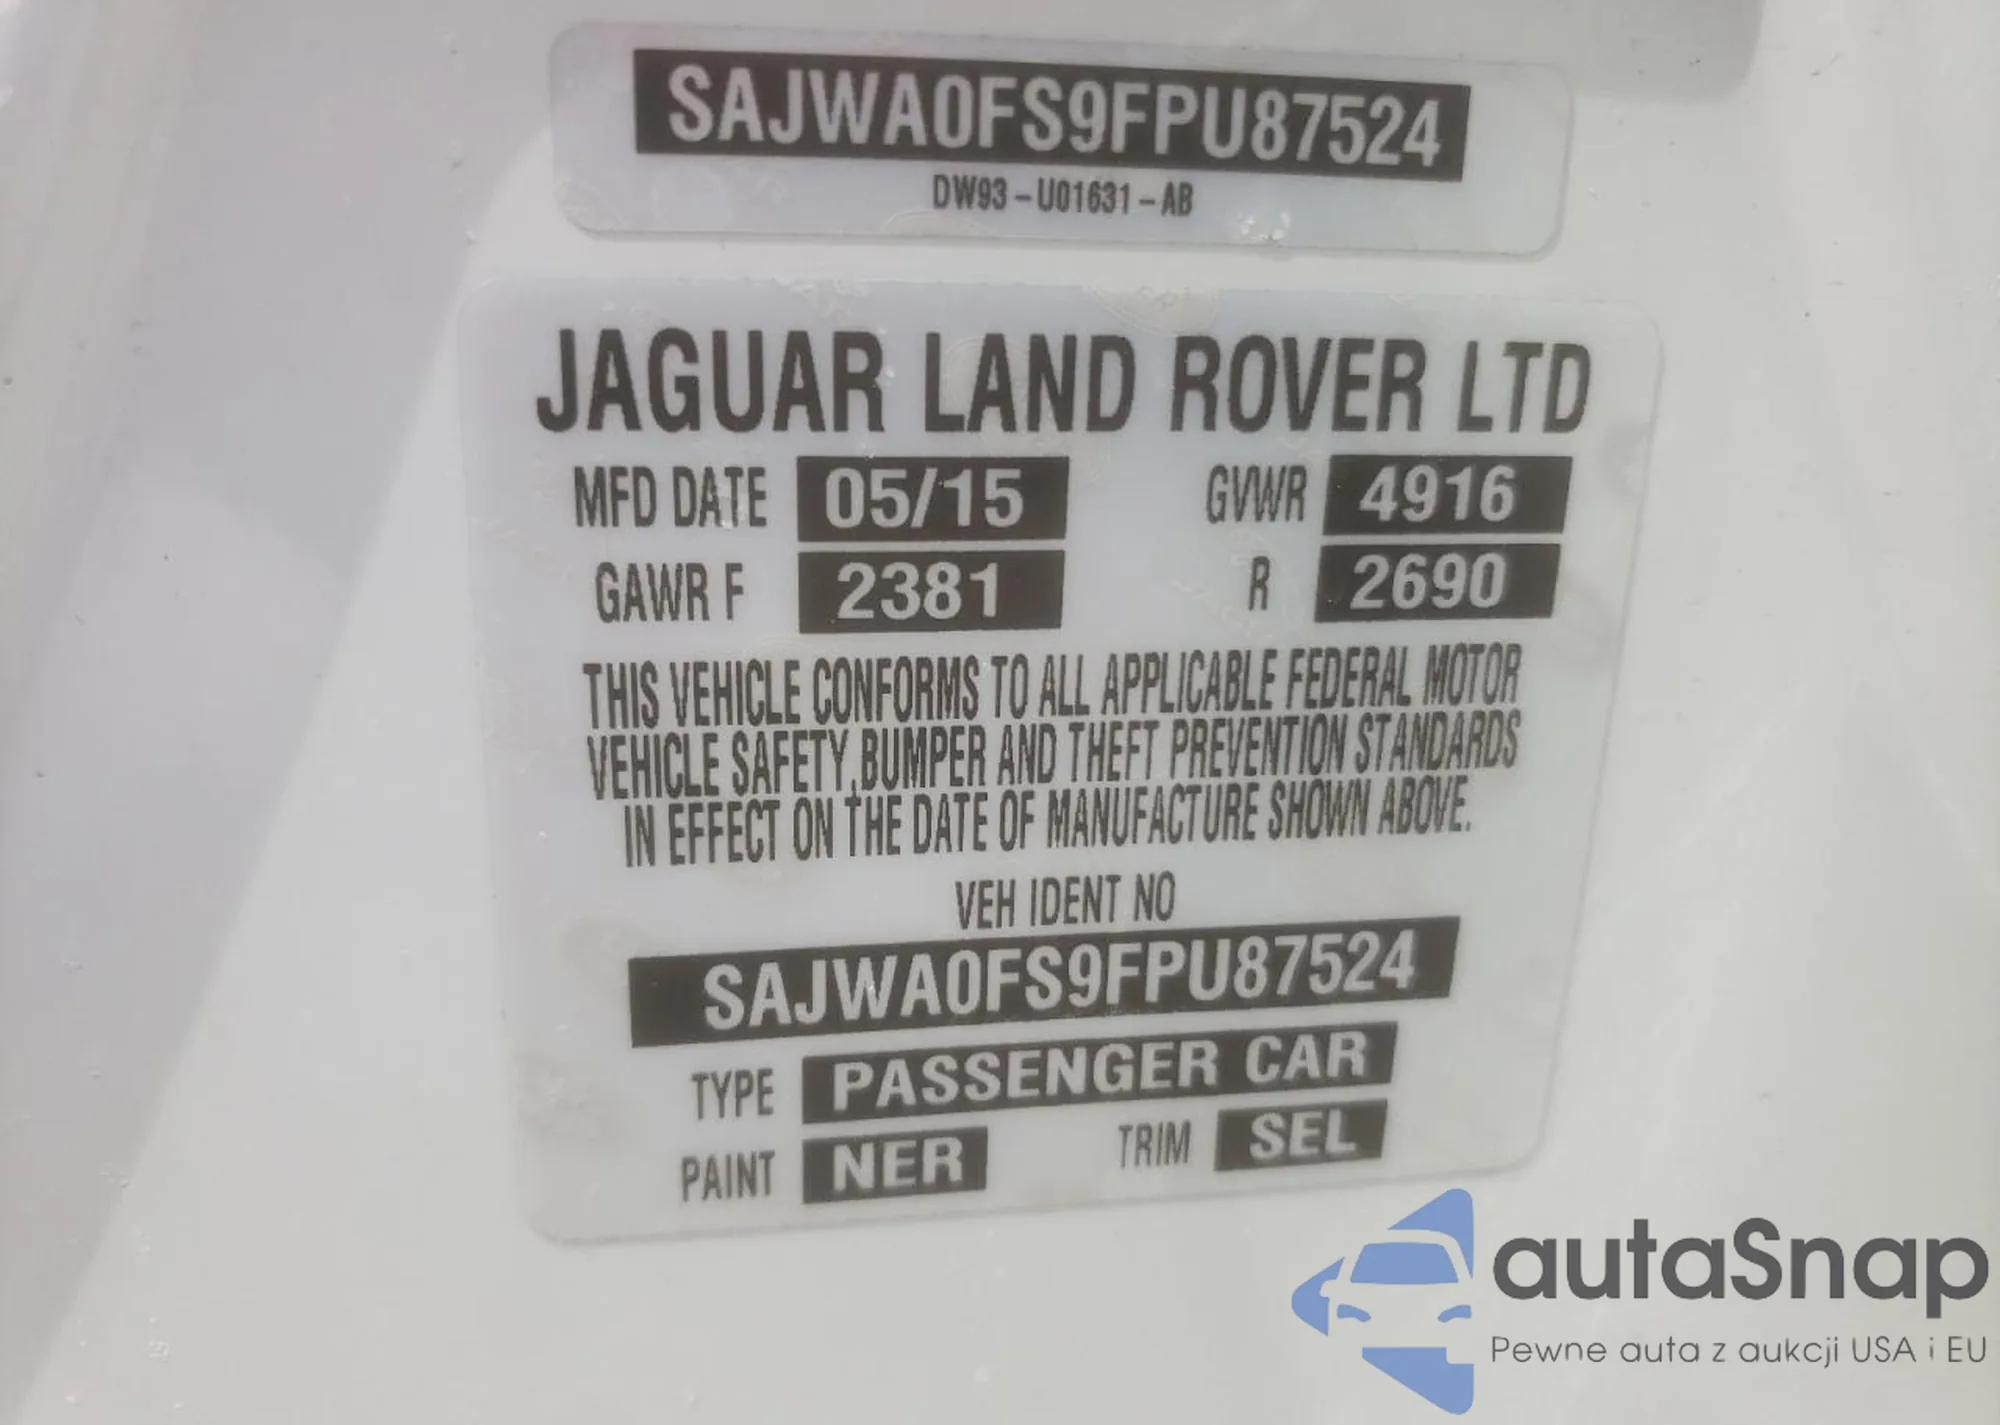 SAJWA0FS9FPU87524
DW93-U01631-AB
JAGUAR LAND ROVER LTD
MFD DATE 05/15 GVWR 4916
GAWR F 2381 R 2690
THIS VEHICLE CONFORMS TO ALL APPLICABLE FEDERAL MOTOR
VEHICLE SAFETY, BUMPER AND THEFT PREVENTION STANDARDS
IN EFFECT ON THE DATE OF MANUFACTURE SHOWN ABOVE.
VEH IDENT NO
SAJWA0FS9FPU87524
TYPE PASSENGER CAR
PAINT NER TRIM SEL
autaSnap
Pewne auta z aukcji USA i EU